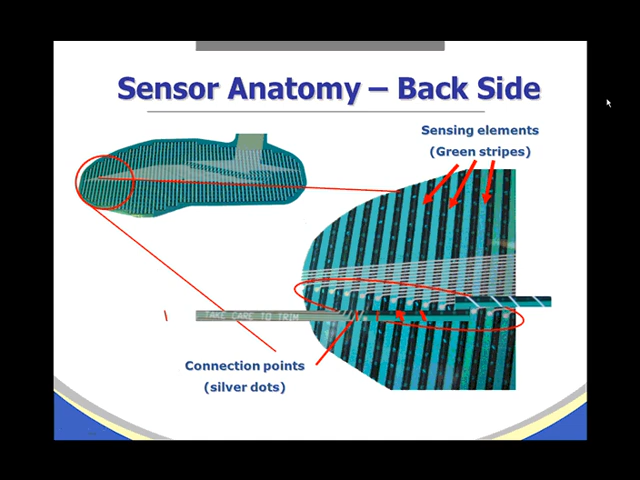 Sensor Anatomy – Back Side
Sensing elements
(Green stripes)
TAKE CARE TO TRIM
Connection points
(silver dots)